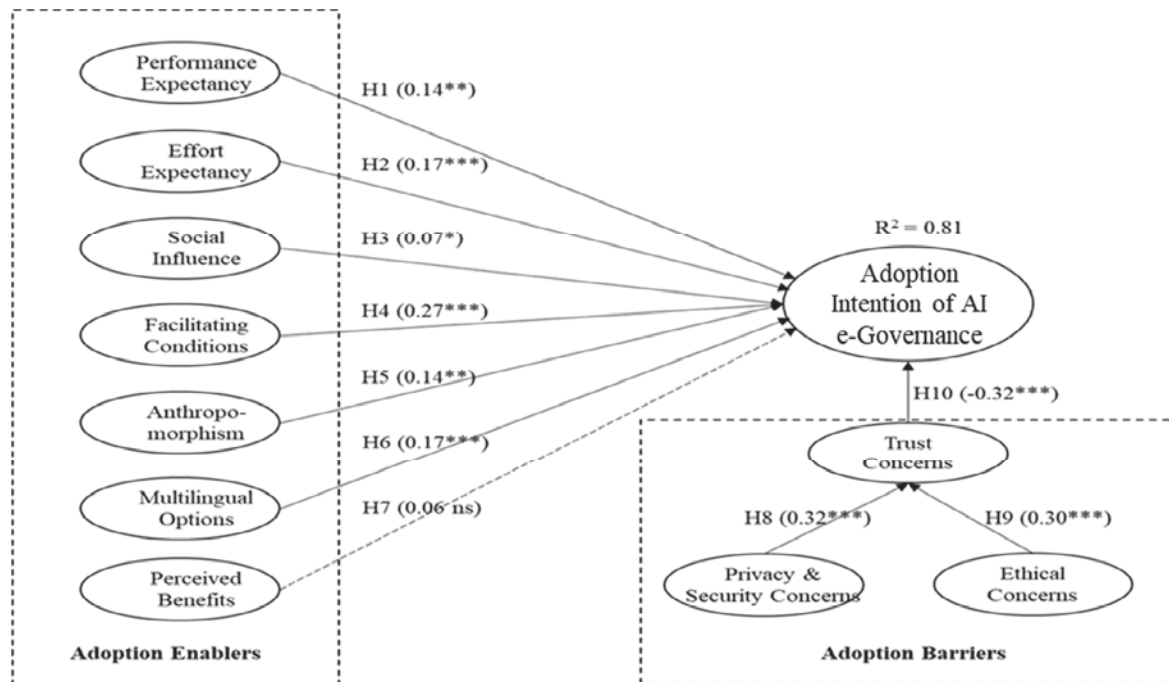 Performance
Expectancy
H1 (0.14**)
Effort
Expectancy
H2 (0.17***)
Social
Influence
H3 (0.07*)
Facilitating
Conditions
H4 (0.27***)
Anthropo-
morphism
H5 (0.14**)
Multilingual
Options
H6 (0.17***)
Perceived
Benefits
H7 (0.06 ns)
Adoption Enablers
R² = 0.81
Adoption
Intention of AI
e-Governance
H10 (-0.32***)
Trust
Concerns
H8 (0.32***)
H9 (0.30***)
Privacy &
Security Concerns
Ethical
Concerns
Adoption Barriers